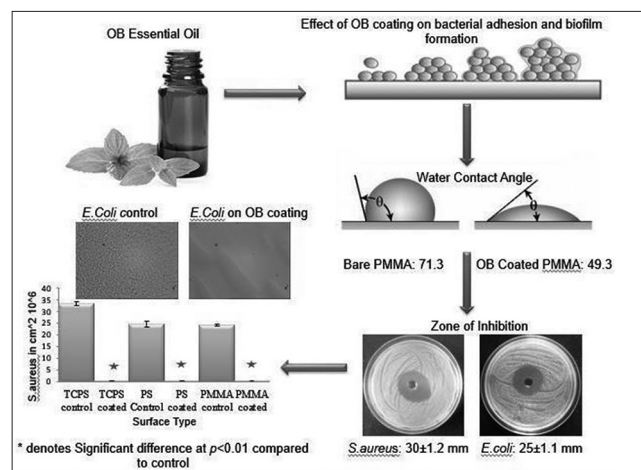 OB Essential Oil
Effect of OB coating on bacterial adhesion and biofilm
formation
Water Contact Angle
θ
θ
Bare PMMA: 71.3
OB Coated PMMA: 49.3
Zone of Inhibition
S.aureus: 30±1.2 mm
E.coli: 25±1.1 mm
E.Coli control
E.Coli on OB coating
S.aureus in cm^2 10^6
40
35
30
25
20
15
10
5
0
TCPS control
TCPS coated
PS Control
PS coated
PMMA control
PMMA coated
Surface Type
* denotes Significant difference at p<0.01 compared
to control